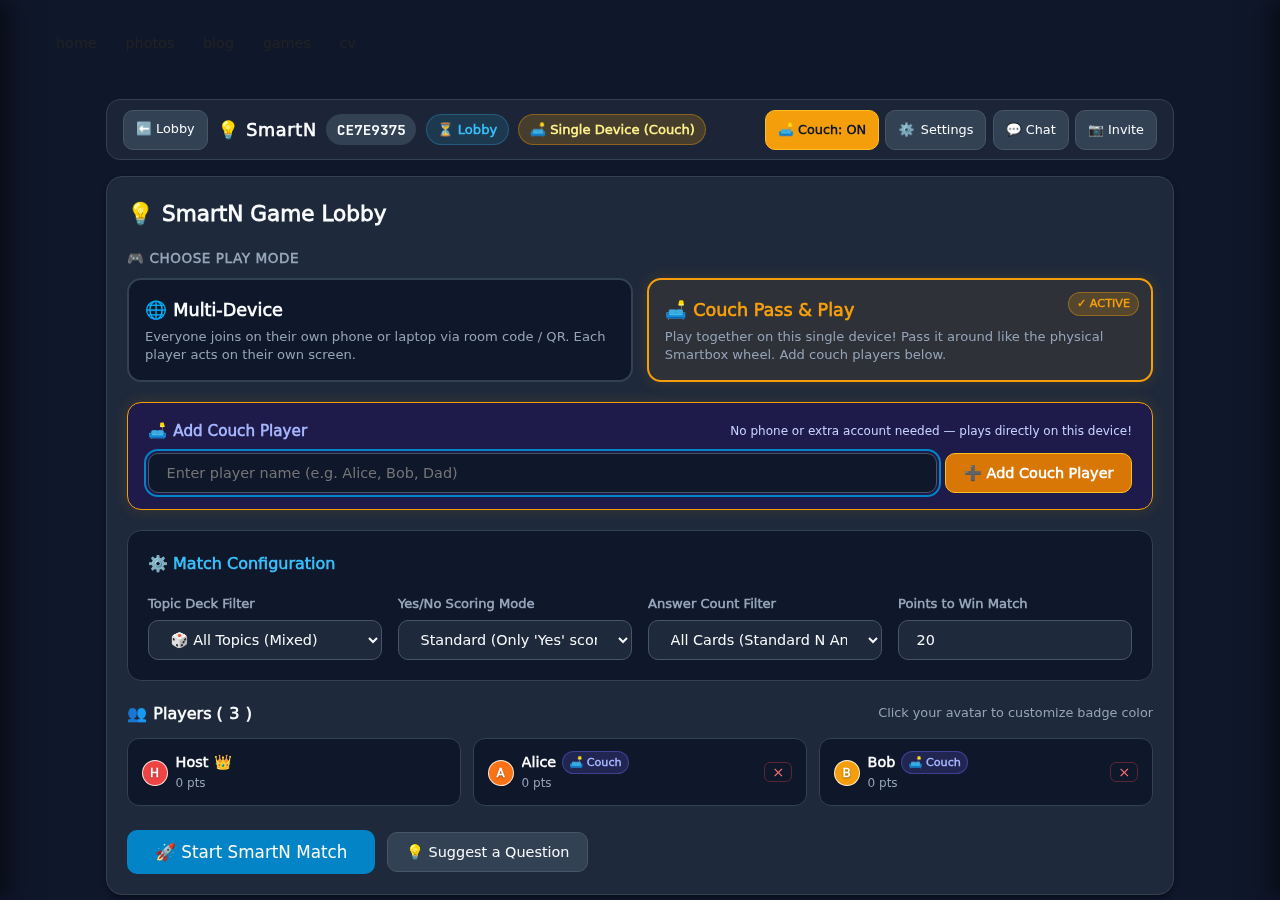 home photos blog games cv
⬅️ Lobby 💡 SmartN CE7E9375 ⏳ Lobby 🛋️ Single Device (Couch) 🛋️ Couch: ON ⚙️ Settings 💬 Chat 📷 Invite
💡 SmartN Game Lobby
🎮 CHOOSE PLAY MODE
🌐 Multi-Device
Everyone joins on their own phone or laptop via room code / QR. Each
player acts on their own screen.
🛋️ Couch Pass & Play
✓ ACTIVE
Play together on this single device! Pass it around like the physical
Smartbox wheel. Add couch players below.
🛋️ Add Couch Player
No phone or extra account needed — plays directly on this device!
Enter player name (e.g. Alice, Bob, Dad)
➕ Add Couch Player
⚙️ Match Configuration
Topic Deck Filter
🎲 All Topics (Mixed)
Yes/No Scoring Mode
Standard (Only 'Yes' scor
Answer Count Filter
All Cards (Standard N An
Points to Win Match
20
👥 Players ( 3 )
Click your avatar to customize badge color
H Host 👑
0 pts
A Alice 🛋️ Couch
0 pts
✕
B Bob 🛋️ Couch
0 pts
✕
🚀 Start SmartN Match
💡 Suggest a Question